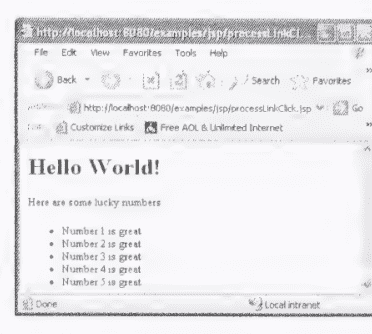 http://localhost:8080/examples/jsp/processLinkCl...
File Edit View Favorites Tools Help
Back Search Favorites
http://localhost:8080/examples/jsp/processLinkClick.jsp Go
Customize Links Free AOL & Unlimited Internet
Hello World!
Here are some lucky numbers
• Number 1 is great
• Number 2 is great
• Number 3 is great
• Number 4 is great
• Number 5 is great
Done Local intranet